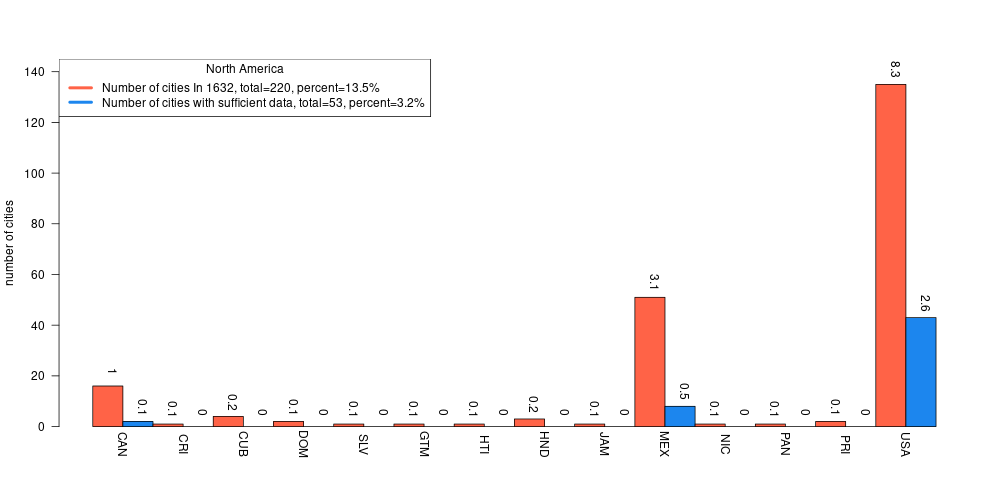 North America
Number of cities In 1632, total=220, percent=13.5%
Number of cities with sufficient data, total=53, percent=3.2%
number of cities
140
120
100
80
60
40
20
0
1 0.1 0.1 0 0.2 0 0.1 0 0.1 0 0.1 0 0.1 0 0.2 0 0.1 0 3.1 0.5 0.1 0 0.1 0 0.1 0 8.3 2.6
CAN CRI CUB DOM SLV GTM HTI HND JAM MEX NIC PAN PRI USA